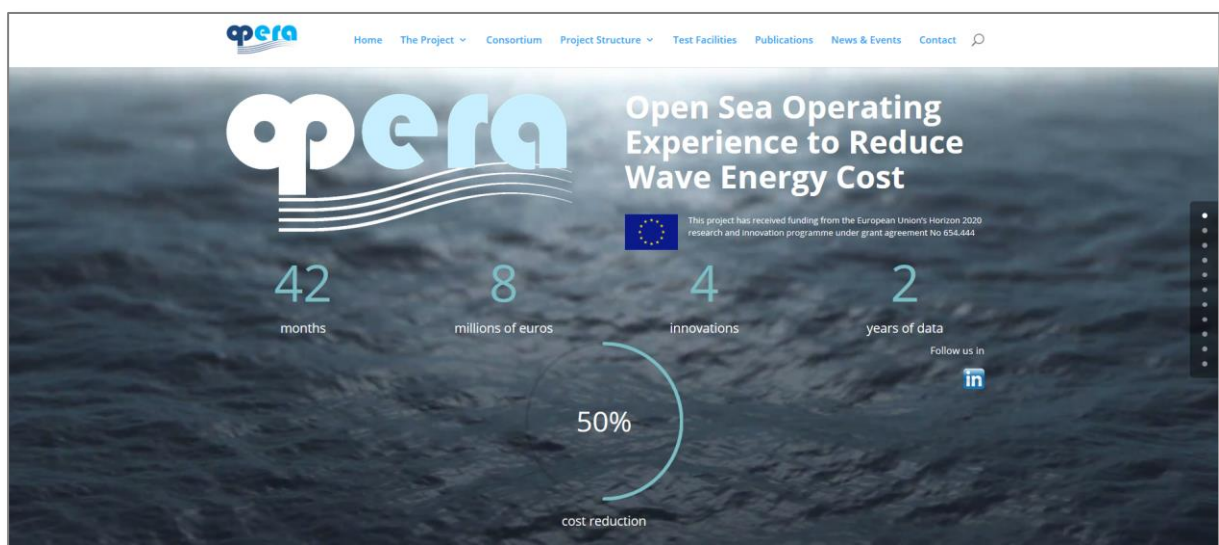 opera
Home The Project Consortium Project Structure Test Facilities Publications News & Events Contact
opera
Open Sea Operating
Experience to Reduce
Wave Energy Cost
This project has received funding from the European Union's Horizon 2020
research and innovation programme under grant agreement No 654.444
42
months
8
millions of euros
4
innovations
2
years of data
Follow us in
in
50%
cost reduction